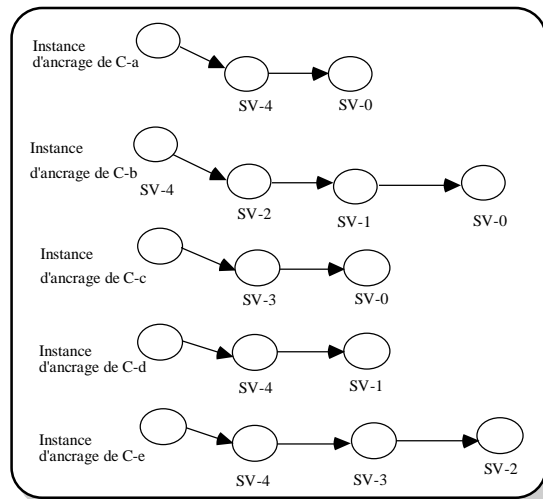 Instance
d'ancrage de C-a
SV-4
SV-0
Instance
d'ancrage de C-b
SV-4
SV-2
SV-1
SV-0
Instance
d'ancrage de C-c
SV-3
SV-0
Instance
d'ancrage de C-d
SV-4
SV-1
Instance
d'ancrage de C-e
SV-4
SV-3
SV-2